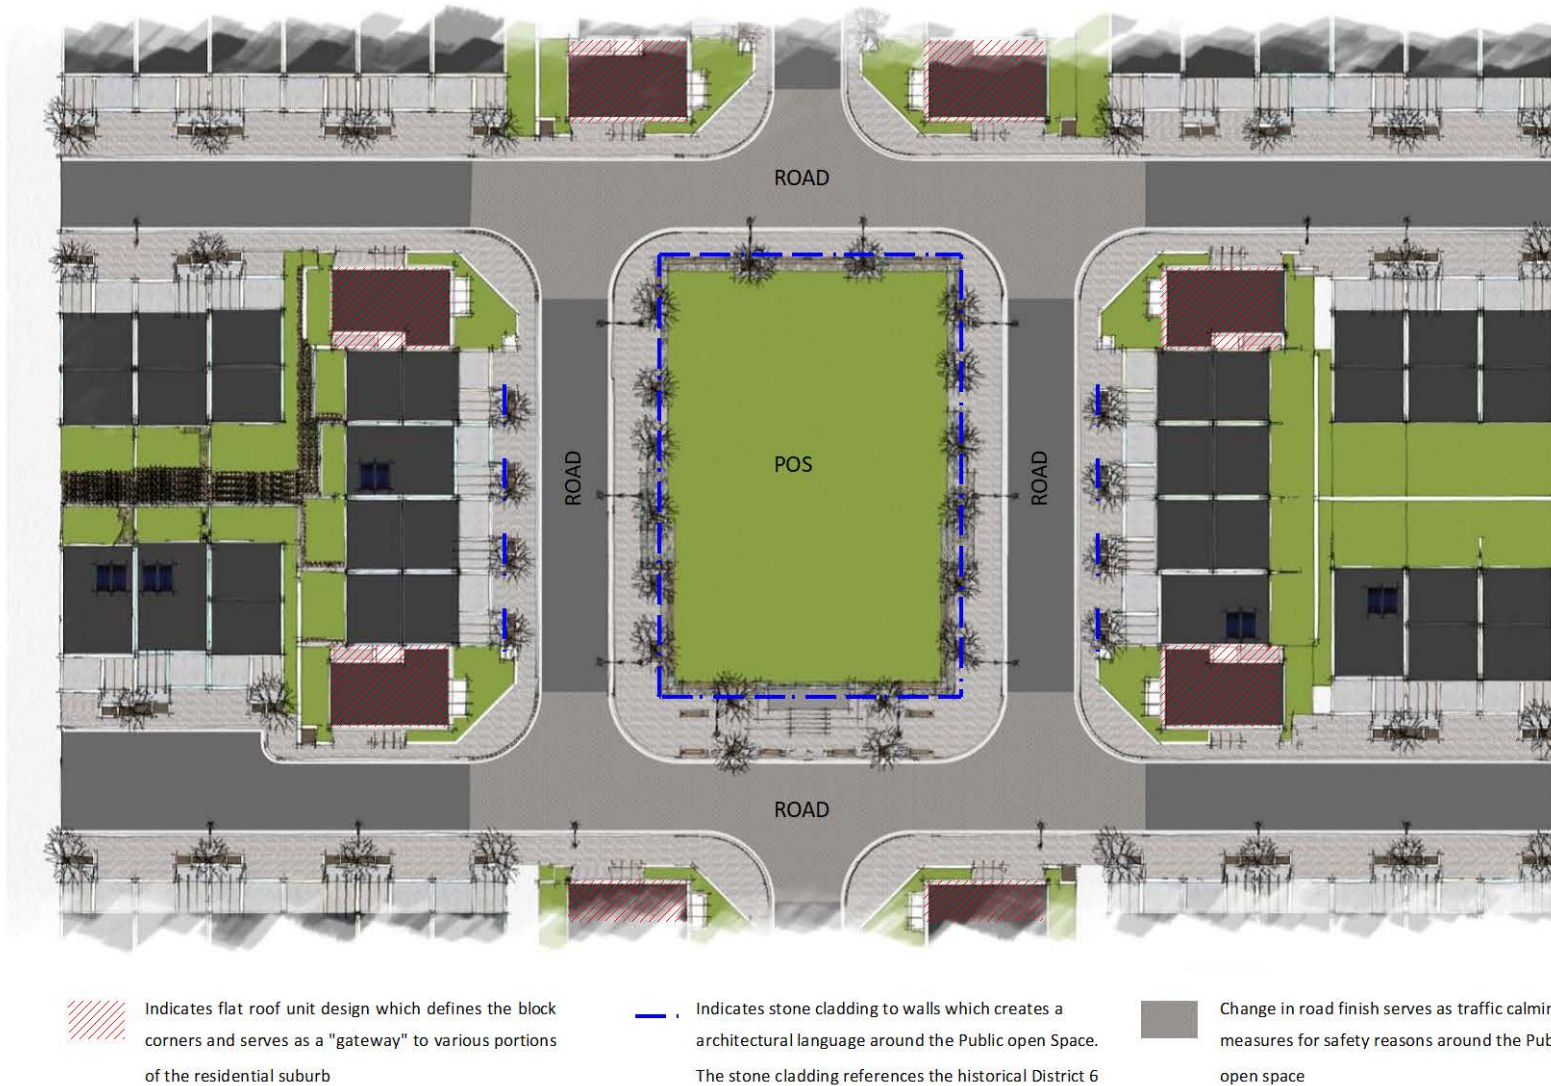 ROAD
ROAD
POS
ROAD
ROAD
Indicates flat roof unit design which defines the block
corners and serves as a "gateway" to various portions
of the residential suburb
Indicates stone cladding to walls which creates a
architectural language around the Public open Space.
The stone cladding references the historical District 6
Change in road finish serves as traffic calmin
measures for safety reasons around the Pub
open space